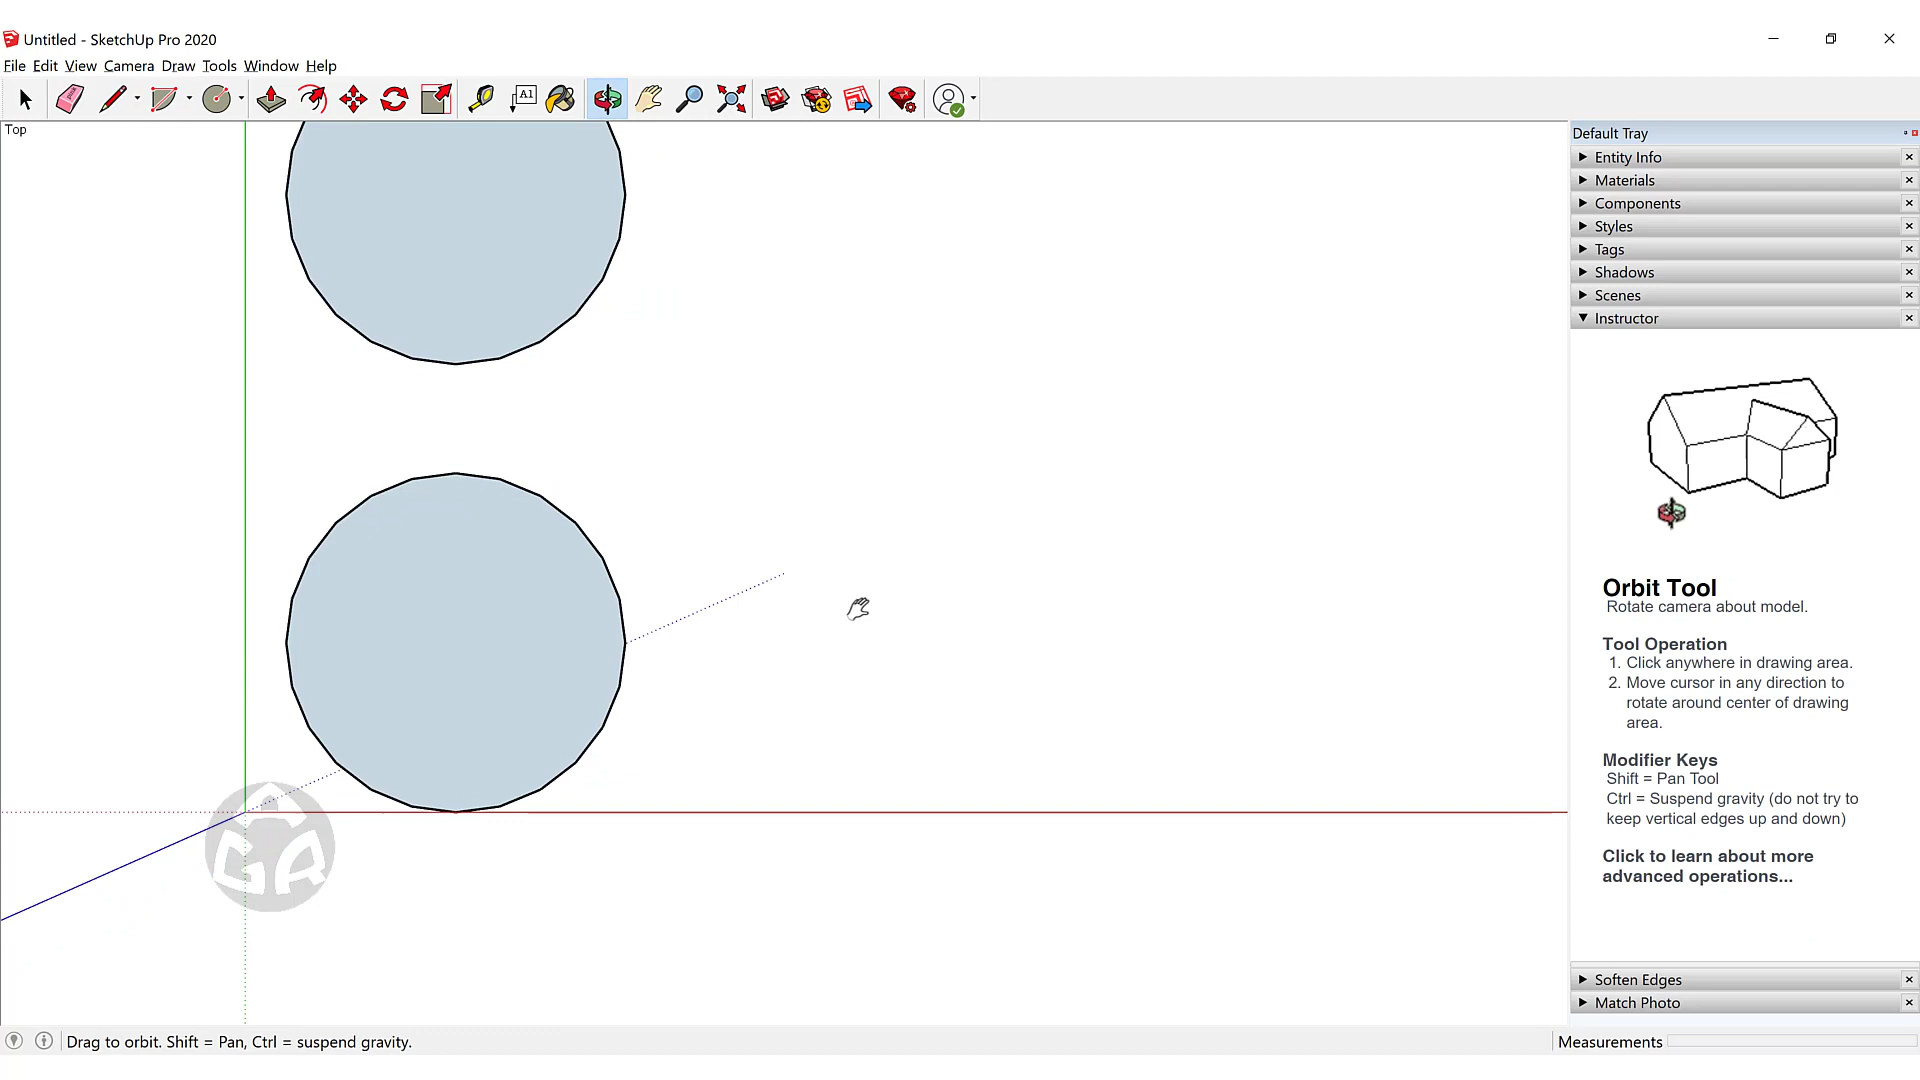 Untitled - SketchUp Pro 2020
File Edit View Camera Draw Tools Window Help
A1
Top
Default Tray
Entity Info
Materials
Components
Styles
Tags
Shadows
Scenes
Instructor
Orbit Tool
Rotate camera about model.
Tool Operation
1. Click anywhere in drawing area.
2. Move cursor in any direction to
rotate around center of drawing
area.
Modifier Keys
Shift = Pan Tool
Ctrl = Suspend gravity (do not try to
keep vertical edges up and down)
Click to learn about more
advanced operations...
Soften Edges
Match Photo
Drag to orbit. Shift = Pan, Ctrl = suspend gravity.
Measurements